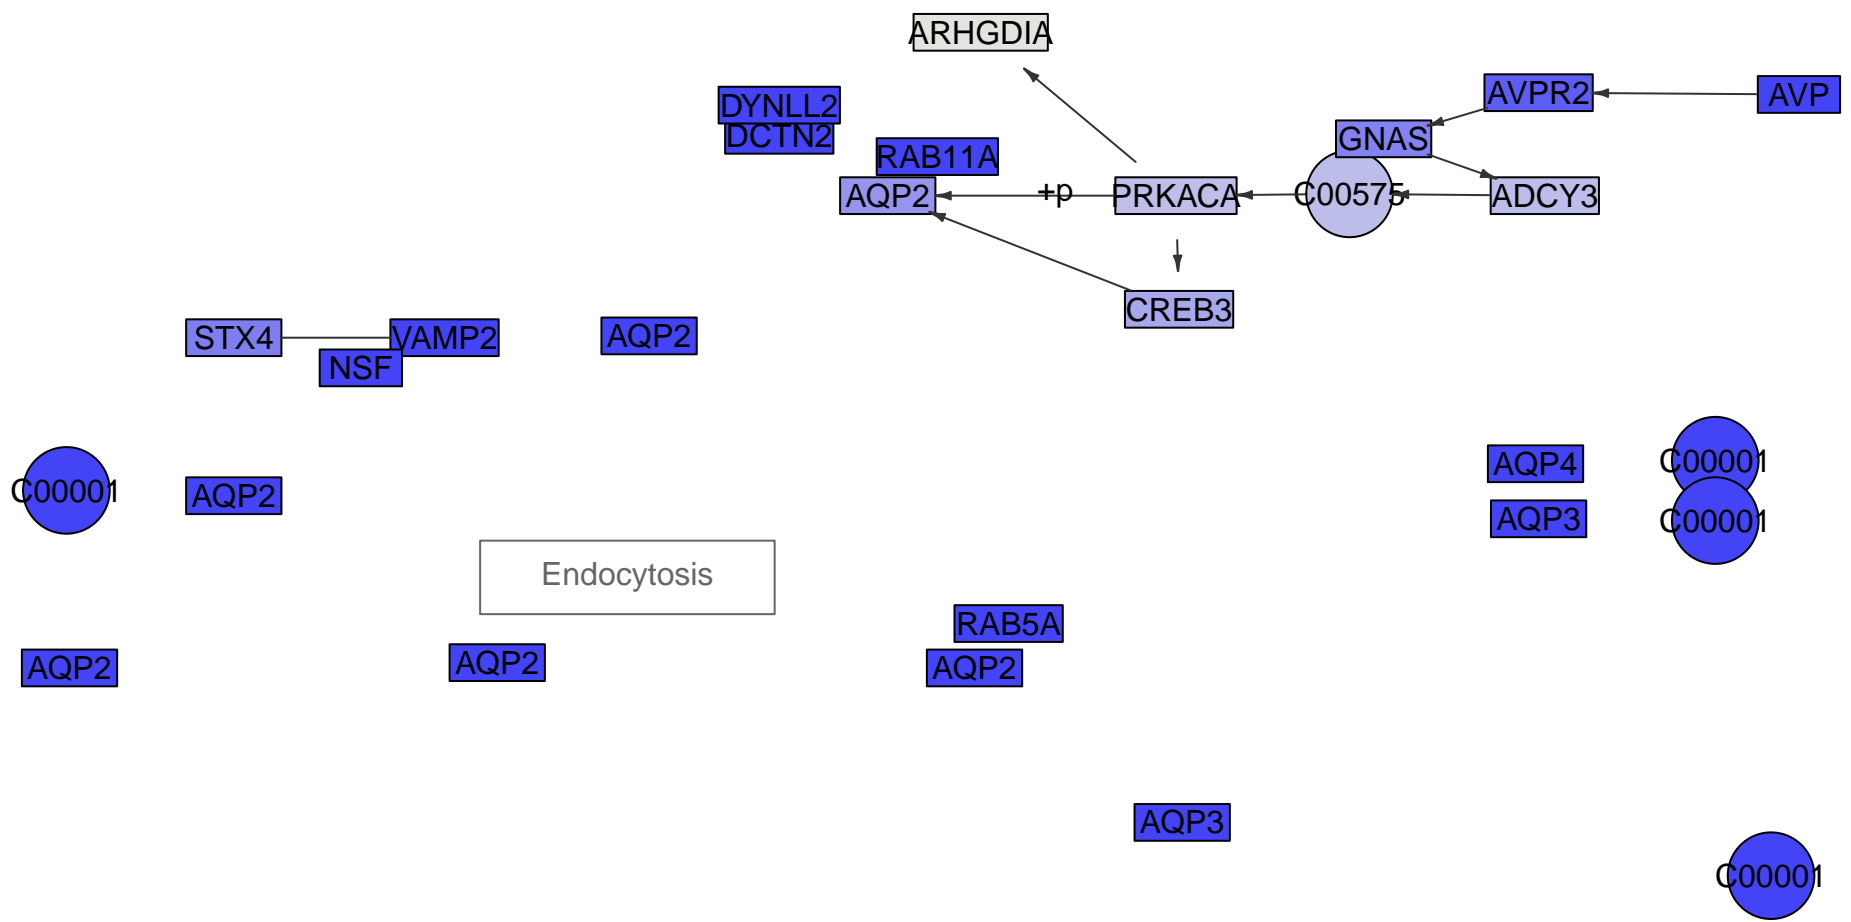 ARHGDIA
AVPR2
AVP
DYNLL2
DCTN2
GNAS
RAB11A
AQP2
+p
PRKACA
C00575
ADCY3
CREB3
STX4
VAMP2
AQP2
NSF
AQP4
C00001
C00001
AQP2
AQP3
C00001
Endocytosis
RAB5A
AQP2
AQP2
AQP2
AQP3
C00001